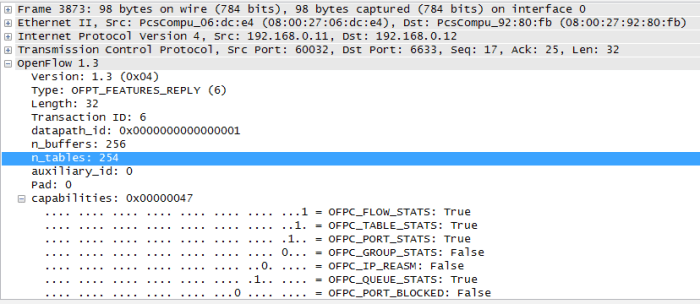 Frame 3873: 98 bytes on wire (784 bits), 98 bytes captured (784 bits) on interface 0
Ethernet II, Src: PcsCompu_06:dc:e4 (08:00:27:06:dc:e4), Dst: PcsCompu_92:80:fb (08:00:27:92:80:fb)
Internet Protocol Version 4, Src: 192.168.0.11, Dst: 192.168.0.12
Transmission Control Protocol, Src Port: 60032, Dst Port: 6633, Seq: 17, Ack: 25, Len: 32
OpenFlow 1.3
Version: 1.3 (0x04)
Type: OFPT_FEATURES_REPLY (6)
Length: 32
Transaction ID: 6
datapath_id: 0x0000000000000001
n_buffers: 256
n_tables: 254
auxiliary_id: 0
Pad: 0
capabilities: 0x00000047
.... .... .... .... .... .... .... ...1 = OFPC_FLOW_STATS: True
.... .... .... .... .... .... .... ..1. = OFPC_TABLE_STATS: True
.... .... .... .... .... .... .... .1.. = OFPC_PORT_STATS: True
.... .... .... .... .... .... .... 0... = OFPC_GROUP_STATS: False
.... .... .... .... .... .... ..0. .... = OFPC_IP_REASM: False
.... .... .... .... .... .... .1.. .... = OFPC_QUEUE_STATS: True
.... .... .... .... .... ...0 .... .... = OFPC_PORT_BLOCKED: False